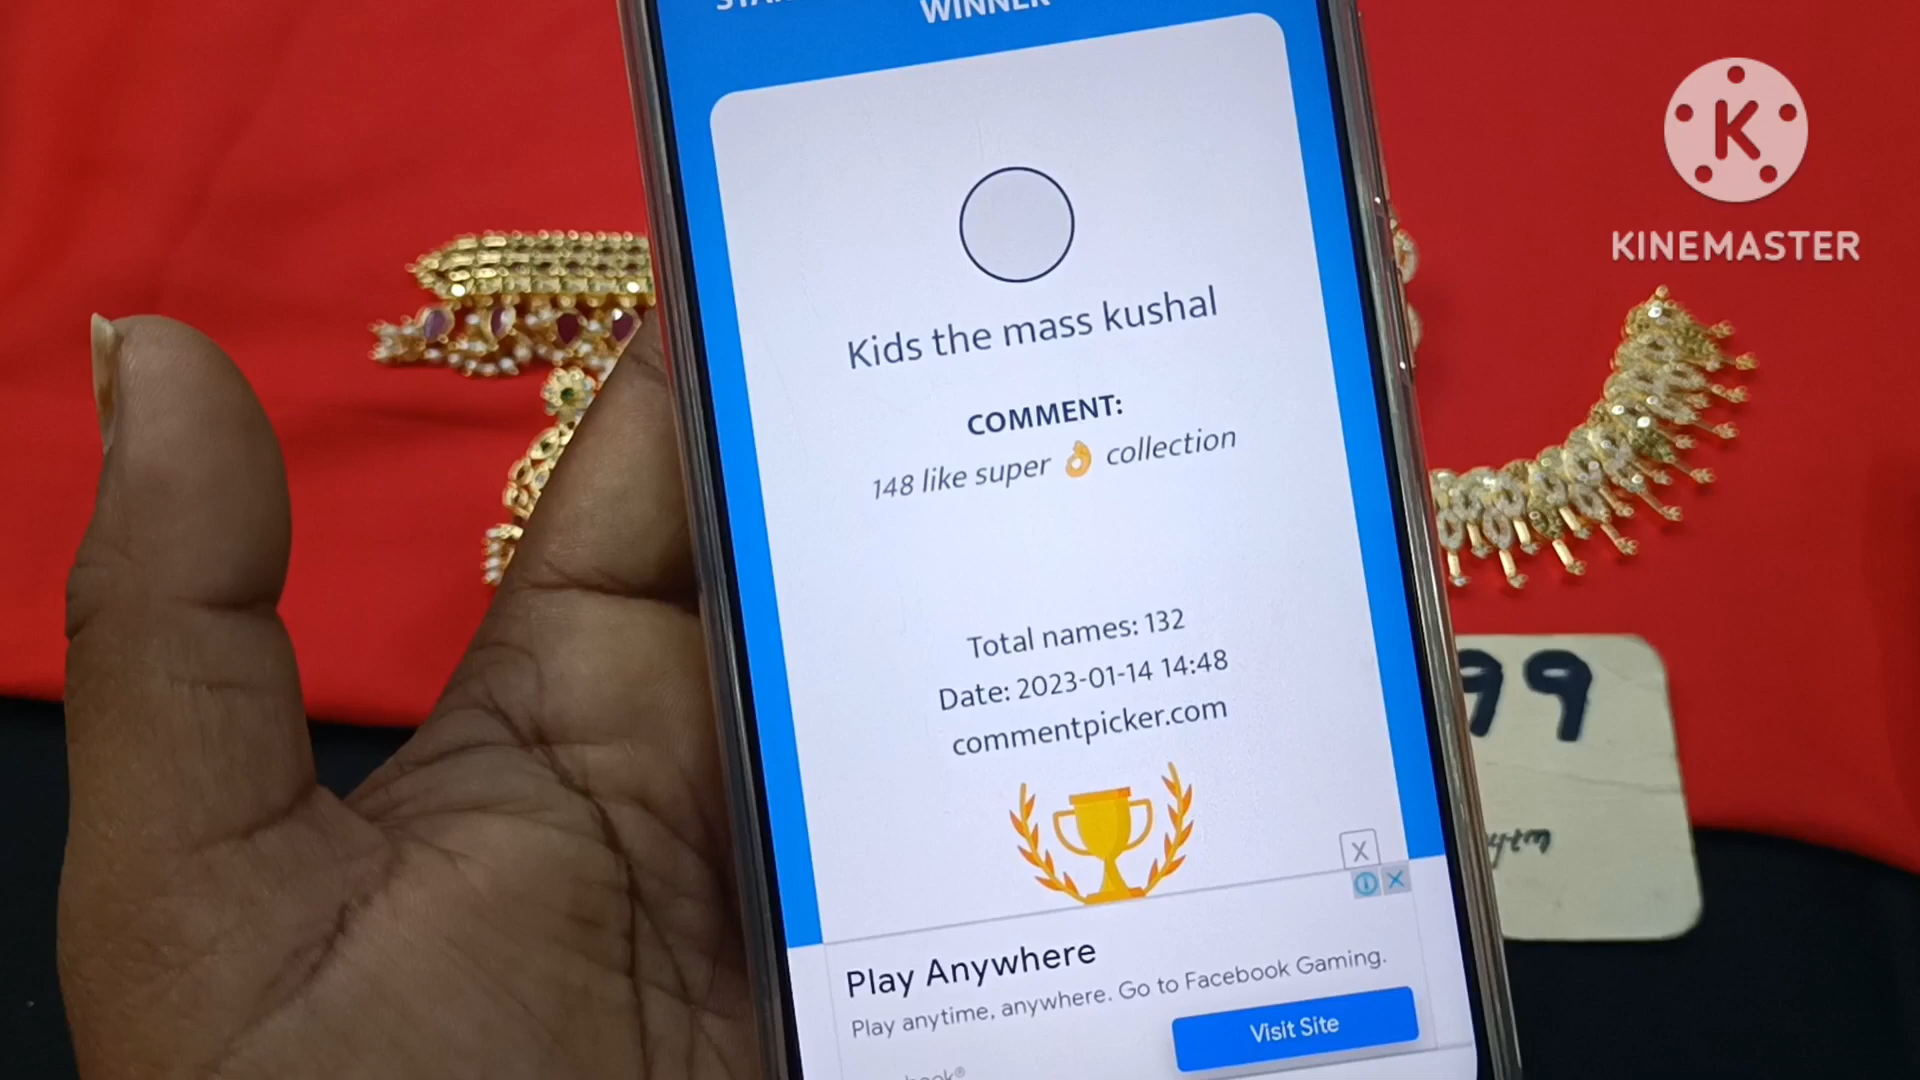 WINNER
K
KINEMASTER
Kids the mass kushal
COMMENT:
148 like super 👌 collection
Total names: 132
Date: 2023-01-14 14:48
commentpicker.com
99
X
Play Anywhere
Play anytime, anywhere. Go to Facebook Gaming.
Visit Site